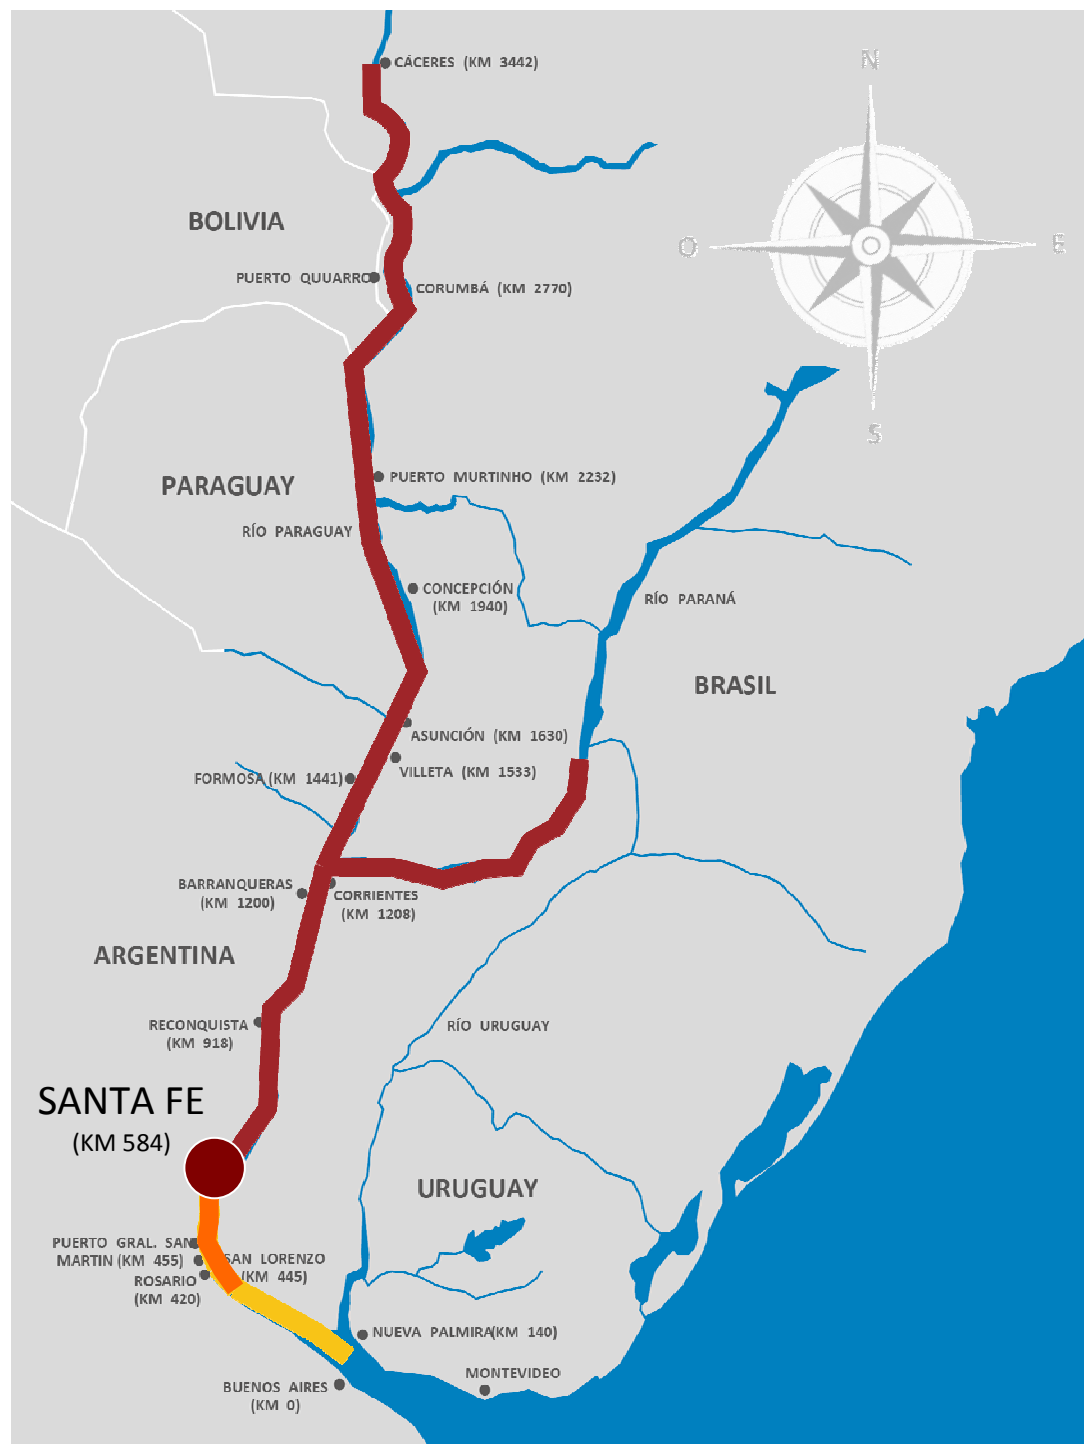 N
CÁCERES (KM 3442)
BOLIVIA
O
E
PUERTO QUUARRO
CORUMBÁ (KM 2770)
S
PARAGUAY
PUERTO MURTINHO (KM 2232)
RÍO PARAGUAY
CONCEPCIÓN
(KM 1940)
RÍO PARANÁ
BRASIL
ASUNCIÓN (KM 1630)
VILLETA (KM 1533)
FORMOSA (KM 1441)
BARRANQUERAS
(KM 1200)
CORRIENTES
(KM 1208)
ARGENTINA
RECONQUISTA
(KM 918)
RÍO URUGUAY
SANTA FE
(KM 584)
URUGUAY
PUERTO GRAL. SAN
MARTIN (KM 455)
SAN LORENZO
(KM 445)
ROSARIO
(KM 420)
NUEVA PALMIRA (KM 140)
MONTEVIDEO
BUENOS AIRES
(KM 0)